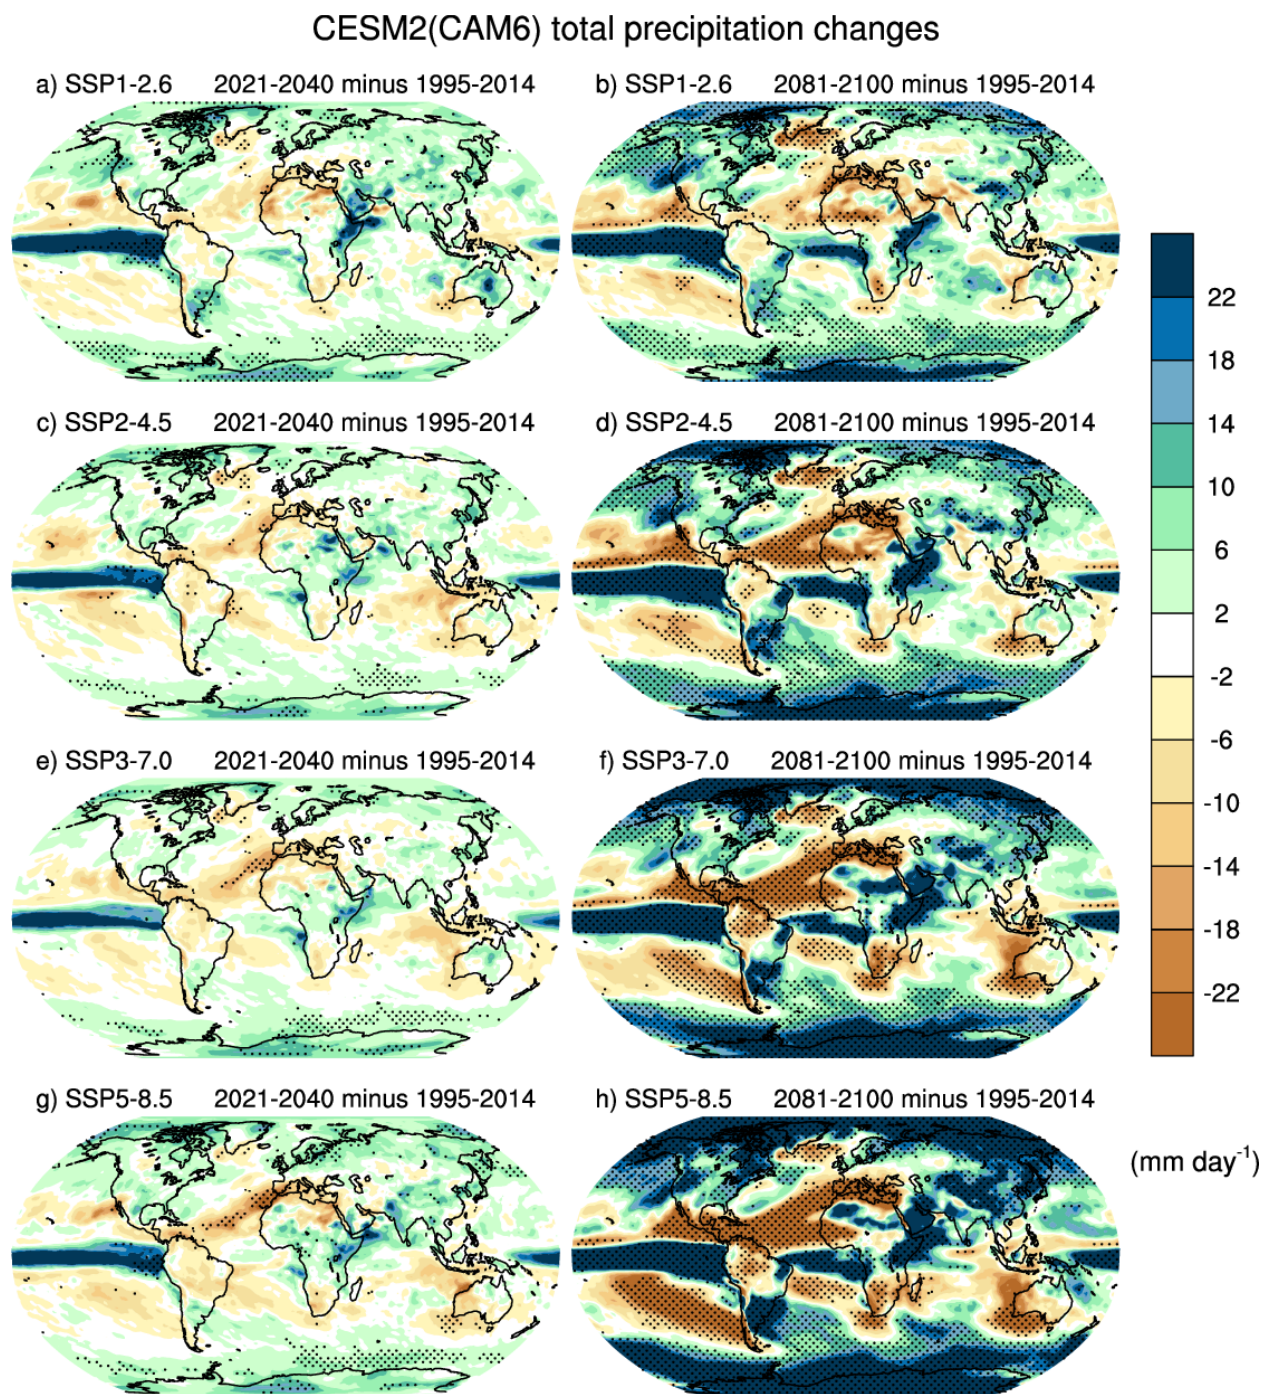 CESM2(CAM6) total precipitation changes
a) SSP1-2.6 2021-2040 minus 1995-2014
b) SSP1-2.6 2081-2100 minus 1995-2014
c) SSP2-4.5 2021-2040 minus 1995-2014
d) SSP2-4.5 2081-2100 minus 1995-2014
e) SSP3-7.0 2021-2040 minus 1995-2014
f) SSP3-7.0 2081-2100 minus 1995-2014
g) SSP5-8.5 2021-2040 minus 1995-2014
h) SSP5-8.5 2081-2100 minus 1995-2014
22
18
14
10
6
2
-2
-6
-10
-14
-18
-22
(mm day⁻¹)